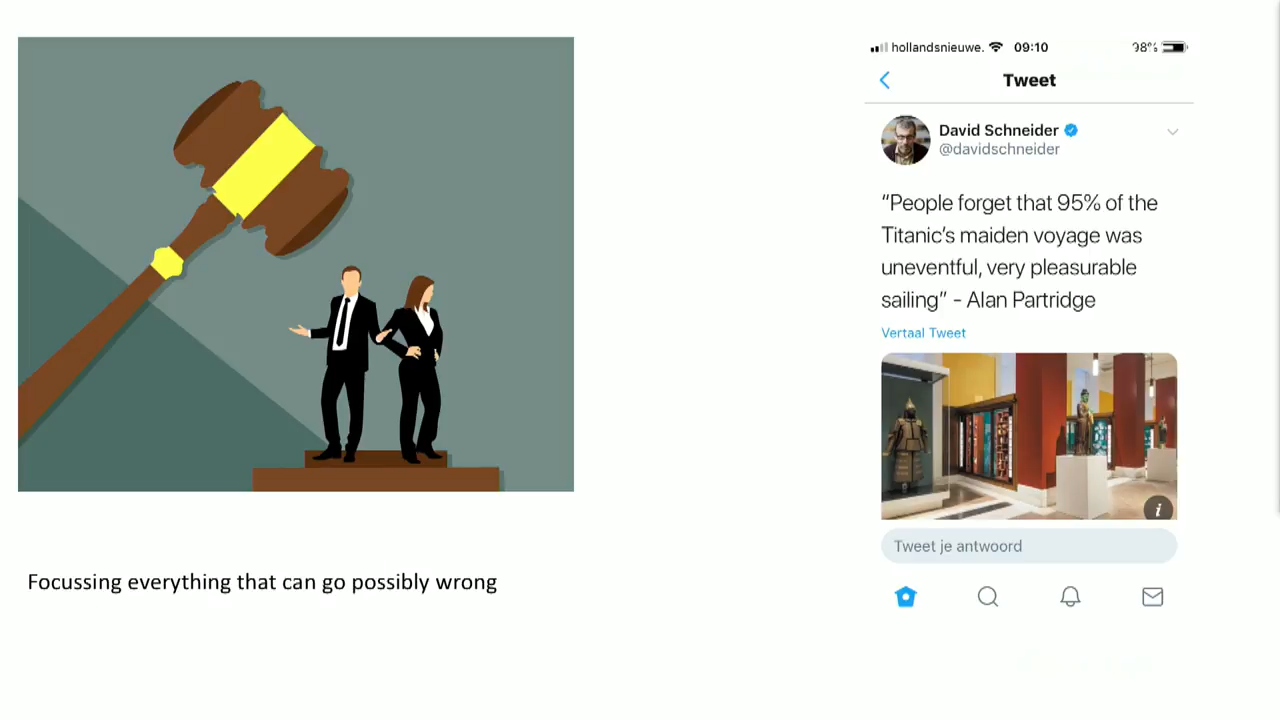 Focussing everything that can go possibly wrong
hollandsnieuwe. 09:10 98%
Tweet
David Schneider
@davidschneider
“People forget that 95% of the
Titanic’s maiden voyage was
uneventful, very pleasurable
sailing” - Alan Partridge
Vertaal Tweet
i
Tweet je antwoord